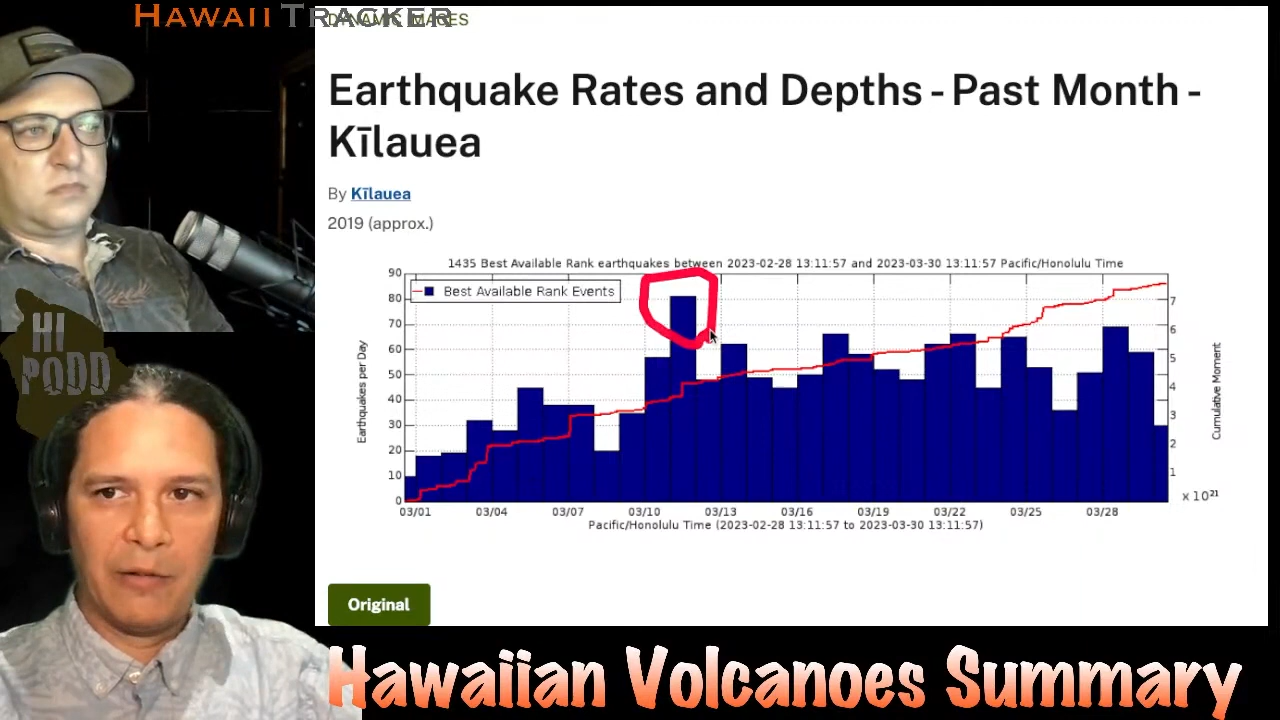 HAWAII TRACKER
DYNAMIC IMAGES
Earthquake Rates and Depths - Past Month -
Kīlauea
By Kīlauea
2019 (approx.)
1435 Best Available Rank earthquakes between 2023-02-28 13:11:57 and 2023-03-30 13:11:57 Pacific/Honolulu Time
Best Available Rank Events
Earthquakes per Day
90
80
70
60
50
40
30
20
10
0
7
6
5
4
3
2
1
Cumulative Moment
× 10²¹
03/01 03/04 03/07 03/10 03/13 03/16 03/19 03/22 03/25 03/28
Pacific/Honolulu Time (2023-02-28 13:11:57 to 2023-03-30 13:11:57)
HI
PODD
Original
Hawaiian Volcanoes Summary